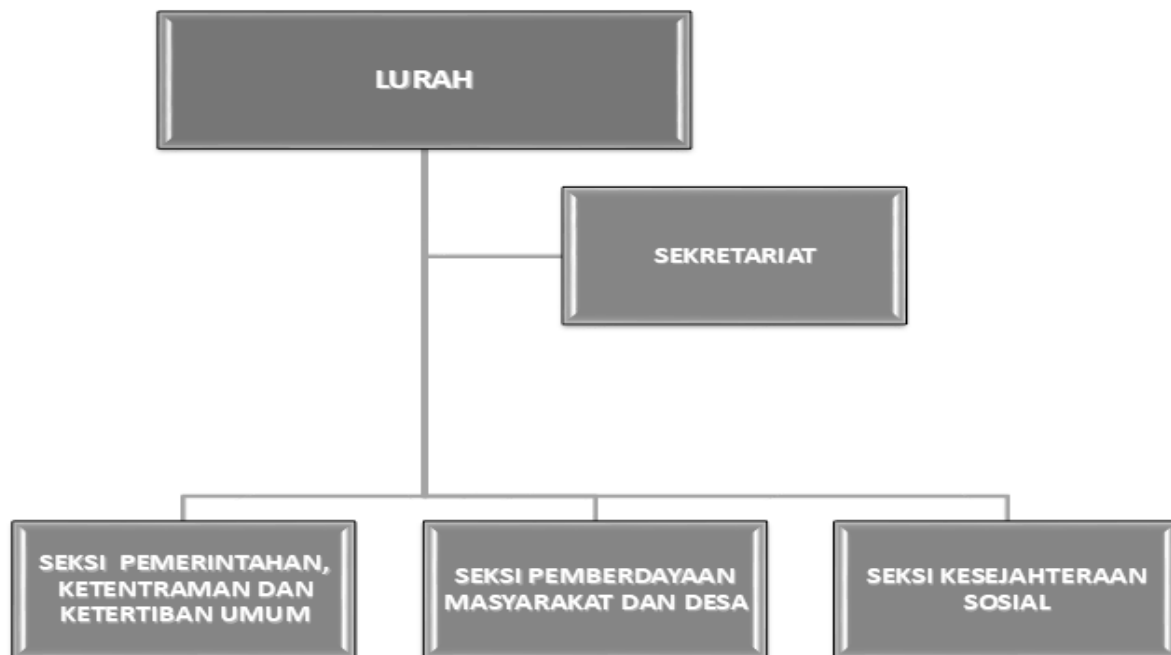 LURAH
SEKRETARIAT
SEKSI PEMERINTAHAN,
KETENTRAMAN DAN
KETERTIBAN UMUM
SEKSI PEMBERDAYAAN
MASYARAKAT DAN DESA
SEKSI KESEJAHTERAAN
SOSIAL